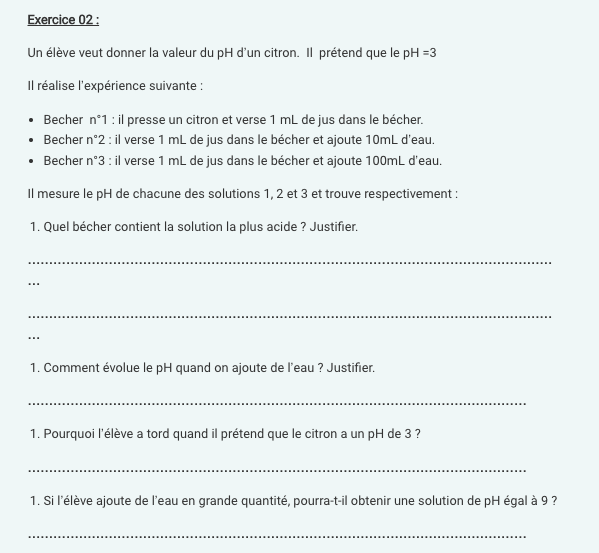 Exercice 02 :
Un élève veut donner la valeur du pH d'un citron. Il prétend que le pH =3
Il réalise l'expérience suivante :
• Becher n°1 : il presse un citron et verse 1 mL de jus dans le bécher.
• Becher n°2 : il verse 1 mL de jus dans le bécher et ajoute 10mL d'eau.
• Becher n°3 : il verse 1 mL de jus dans le bécher et ajoute 100mL d'eau.
Il mesure le pH de chacune des solutions 1, 2 et 3 et trouve respectivement :
1. Quel bécher contient la solution la plus acide ? Justifier.
...........................................................................................................................
...
...........................................................................................................................
...
1. Comment évolue le pH quand on ajoute de l'eau ? Justifier.
.....................................................................................................................
1. Pourquoi l'élève a tord quand il prétend que le citron a un pH de 3 ?
.....................................................................................................................
1. Si l'élève ajoute de l'eau en grande quantité, pourra-t-il obtenir une solution de pH égal à 9 ?
.....................................................................................................................